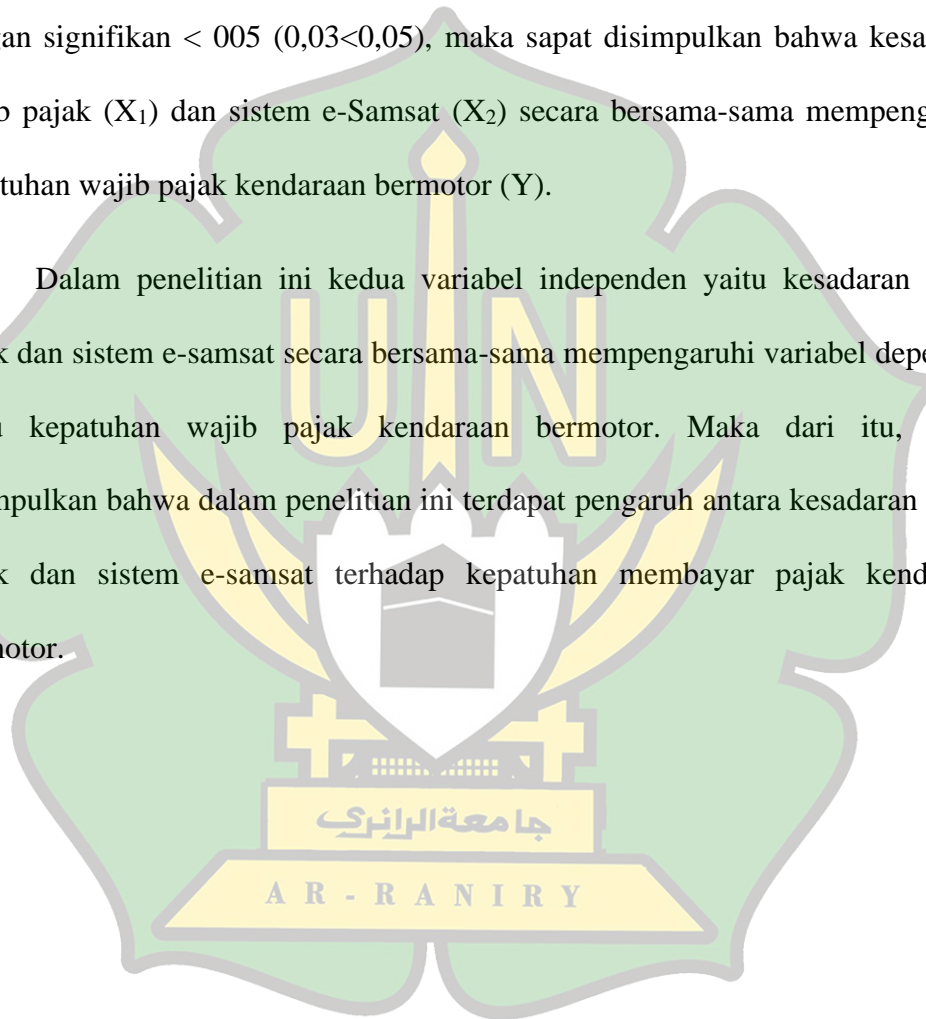 gan signifikan < 005 (0,03<0,05), maka sapat disimpulkan bahwa kesa
b pajak (X₁) dan sistem e-Samsat (X₂) secara bersama-sama mempeng
tuhan wajib pajak kendaraan bermotor (Y).
Dalam penelitian ini kedua variabel independen yaitu kesadaran
k dan sistem e-samsat secara bersama-sama mempengaruhi variabel depe
u kepatuhan wajib pajak kendaraan bermotor. Maka dari itu,
npulkan bahwa dalam penelitian ini terdapat pengaruh antara kesadaran
k dan sistem e-samsat terhadap kepatuhan membayar pajak kend
notor.
UIN
جامعة الرانري
AR-RANIRY